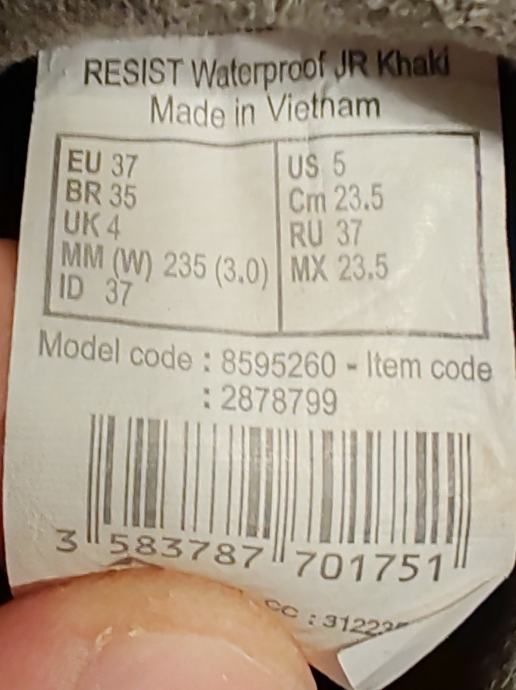 RESIST Waterproof JR Khaki
Made in Vietnam
EU 37
BR 35
UK 4
MM (W) 235 (3.0)
ID 37
US 5
Cm 23.5
RU 37
MX 23.5
Model code : 8595260 - Item code
: 2878799
3 583787 701751
CC :